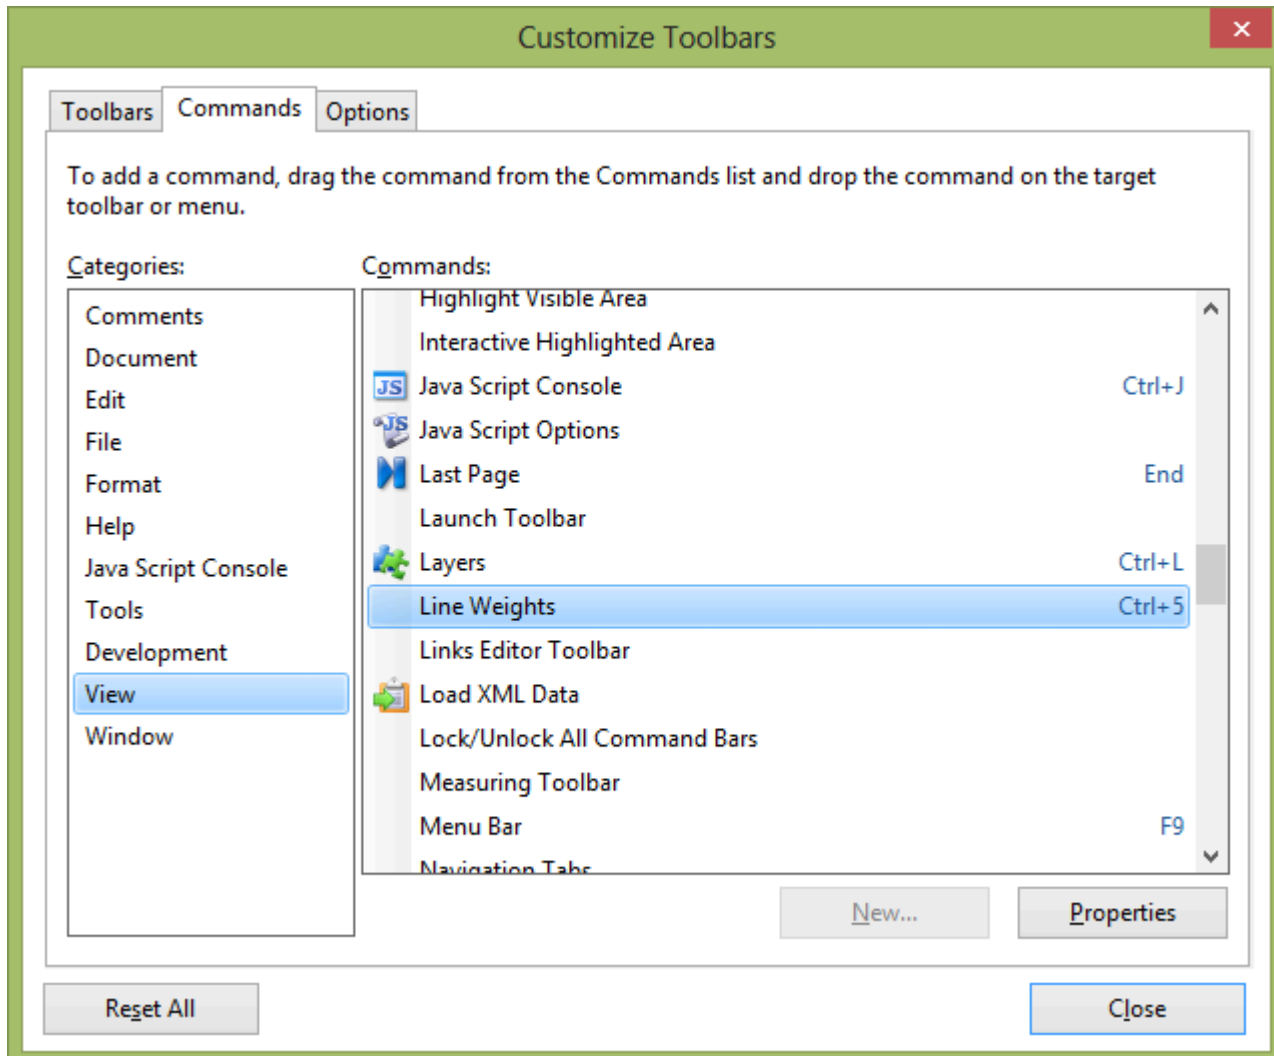 Customize Toolbars
Toolbars Commands Options
To add a command, drag the command from the Commands list and drop the command on the target
toolbar or menu.
Categories:
Comments
Document
Edit
File
Format
Help
Java Script Console
Tools
Development
View
Window
Commands:
Highlight Visible Area
Interactive Highlighted Area
JS Java Script Console Ctrl+J
JS Java Script Options
Last Page End
Launch Toolbar
Layers Ctrl+L
Line Weights Ctrl+5
Links Editor Toolbar
Load XML Data
Lock/Unlock All Command Bars
Measuring Toolbar
Menu Bar F9
Navigation Tabs
New... Properties
Reset All Close